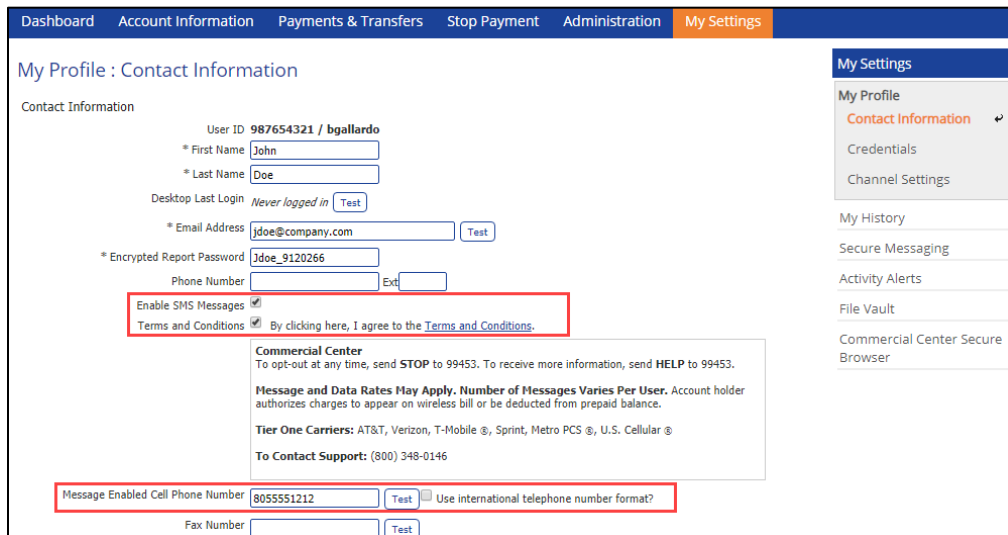 Dashboard Account Information Payments & Transfers Stop Payment Administration My Settings
My Profile : Contact Information
Contact Information
User ID 987654321 / bgallardo
* First Name John
* Last Name Doe
Desktop Last Login Never logged in Test
* Email Address jdoe@company.com Test
* Encrypted Report Password Jdoe_9120266
Phone Number Ext
Enable SMS Messages
Terms and Conditions By clicking here, I agree to the Terms and Conditions.
Commercial Center
To opt-out at any time, send STOP to 99453. To receive more information, send HELP to 99453.
Message and Data Rates May Apply. Number of Messages Varies Per User. Account holder
authorizes charges to appear on wireless bill or be deducted from prepaid balance.
Tier One Carriers: AT&T, Verizon, T-Mobile ®, Sprint, Metro PCS ®, U.S. Cellular ®
To Contact Support: (800) 348-0146
Message Enabled Cell Phone Number 8055551212 Test Use international telephone number format?
Fax Number Test
My Settings
My Profile
Contact Information
Credentials
Channel Settings
My History
Secure Messaging
Activity Alerts
File Vault
Commercial Center Secure
Browser